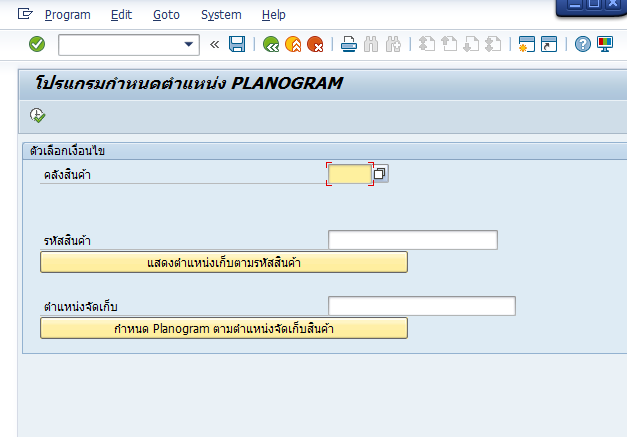 Program Edit Goto System Help
โปรแกรมกำหนดตำแหน่ง PLANOGRAM
ตัวเลือกเงื่อนไข
คลังสินค้า
รหัสสินค้า
แสดงตำแหน่งเก็บตามรหัสสินค้า
ตำแหน่งจัดเก็บ
กำหนด Planogram ตามตำแหน่งจัดเก็บสินค้า